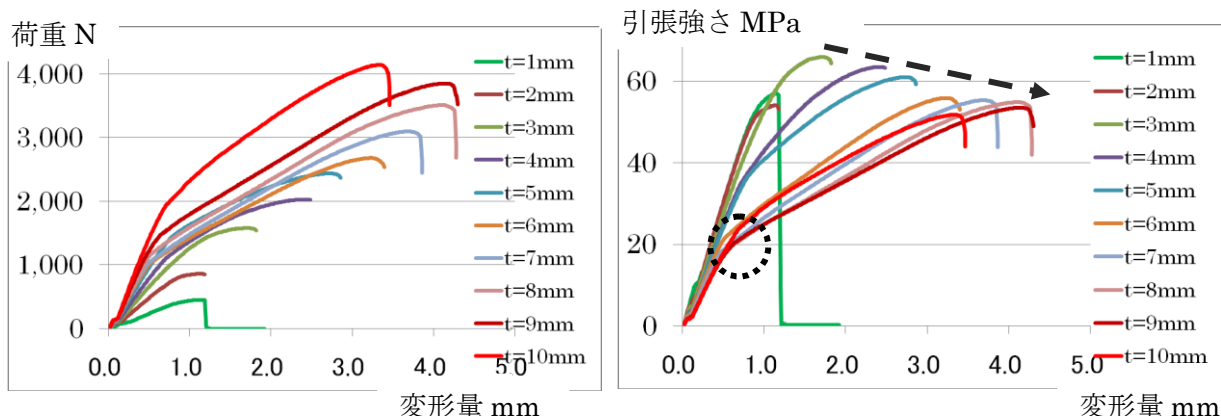 荷重 N
4,000
3,000
2,000
1,000
0
0.0 1.0 2.0 3.0 4.0 5.0
変形量 mm
t=1mm
t=2mm
t=3mm
t=4mm
t=5mm
t=6mm
t=7mm
t=8mm
t=9mm
t=10mm
引張強さ MPa
60
40
20
0
0.0 1.0 2.0 3.0 4.0 5.0
変形量 mm
t=1mm
t=2mm
t=3mm
t=4mm
t=5mm
t=6mm
t=7mm
t=8mm
t=9mm
t=10mm